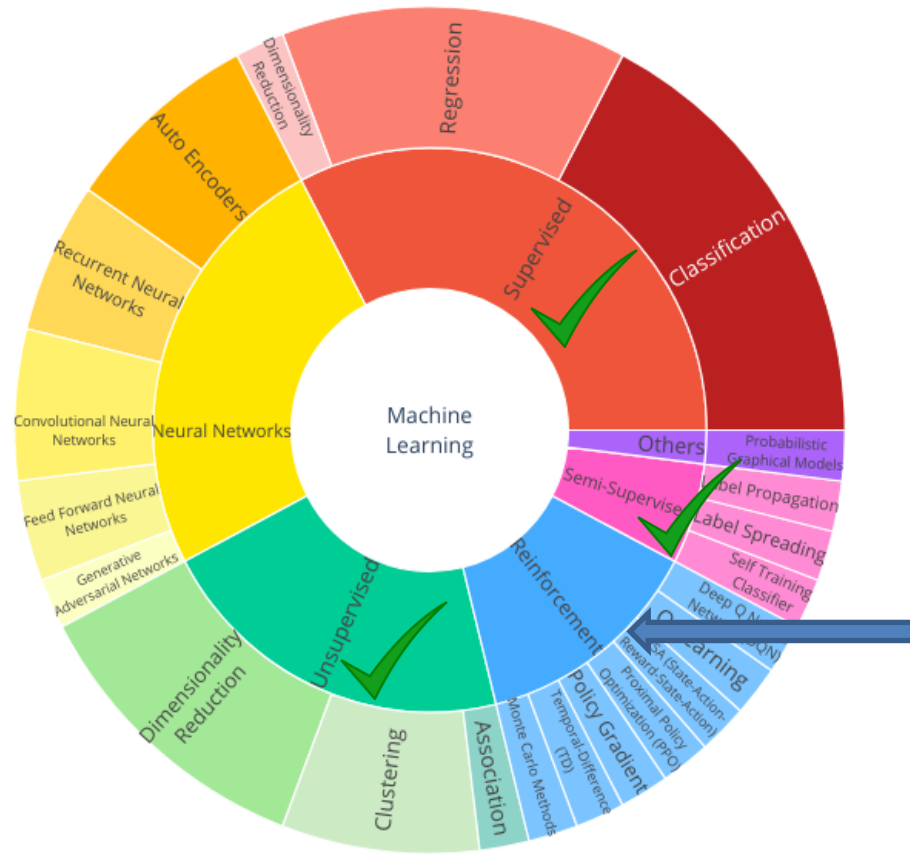 Machine
Learning
Supervised
Regression
Classification
Dimensionality
Reduction
Neural Networks
Auto Encoders
Recurrent Neural
Networks
Convolutional Neural
Networks
Feed Forward Neural
Networks
Generative
Adversarial Networks
Unsupervised
Dimensionality
Reduction
Clustering
Association
Reinforcement
Monte Carlo Methods
Temporal-Difference
(TD)
Policy Gradient
Proximal Policy
Optimization (PPO)
(State-Action-
Reward-State-Action)
Deep Q
Semi-Supervised
Self Training
Classifier
Label Spreading
Label Propagation
Others
Probabilistic
Graphical Models